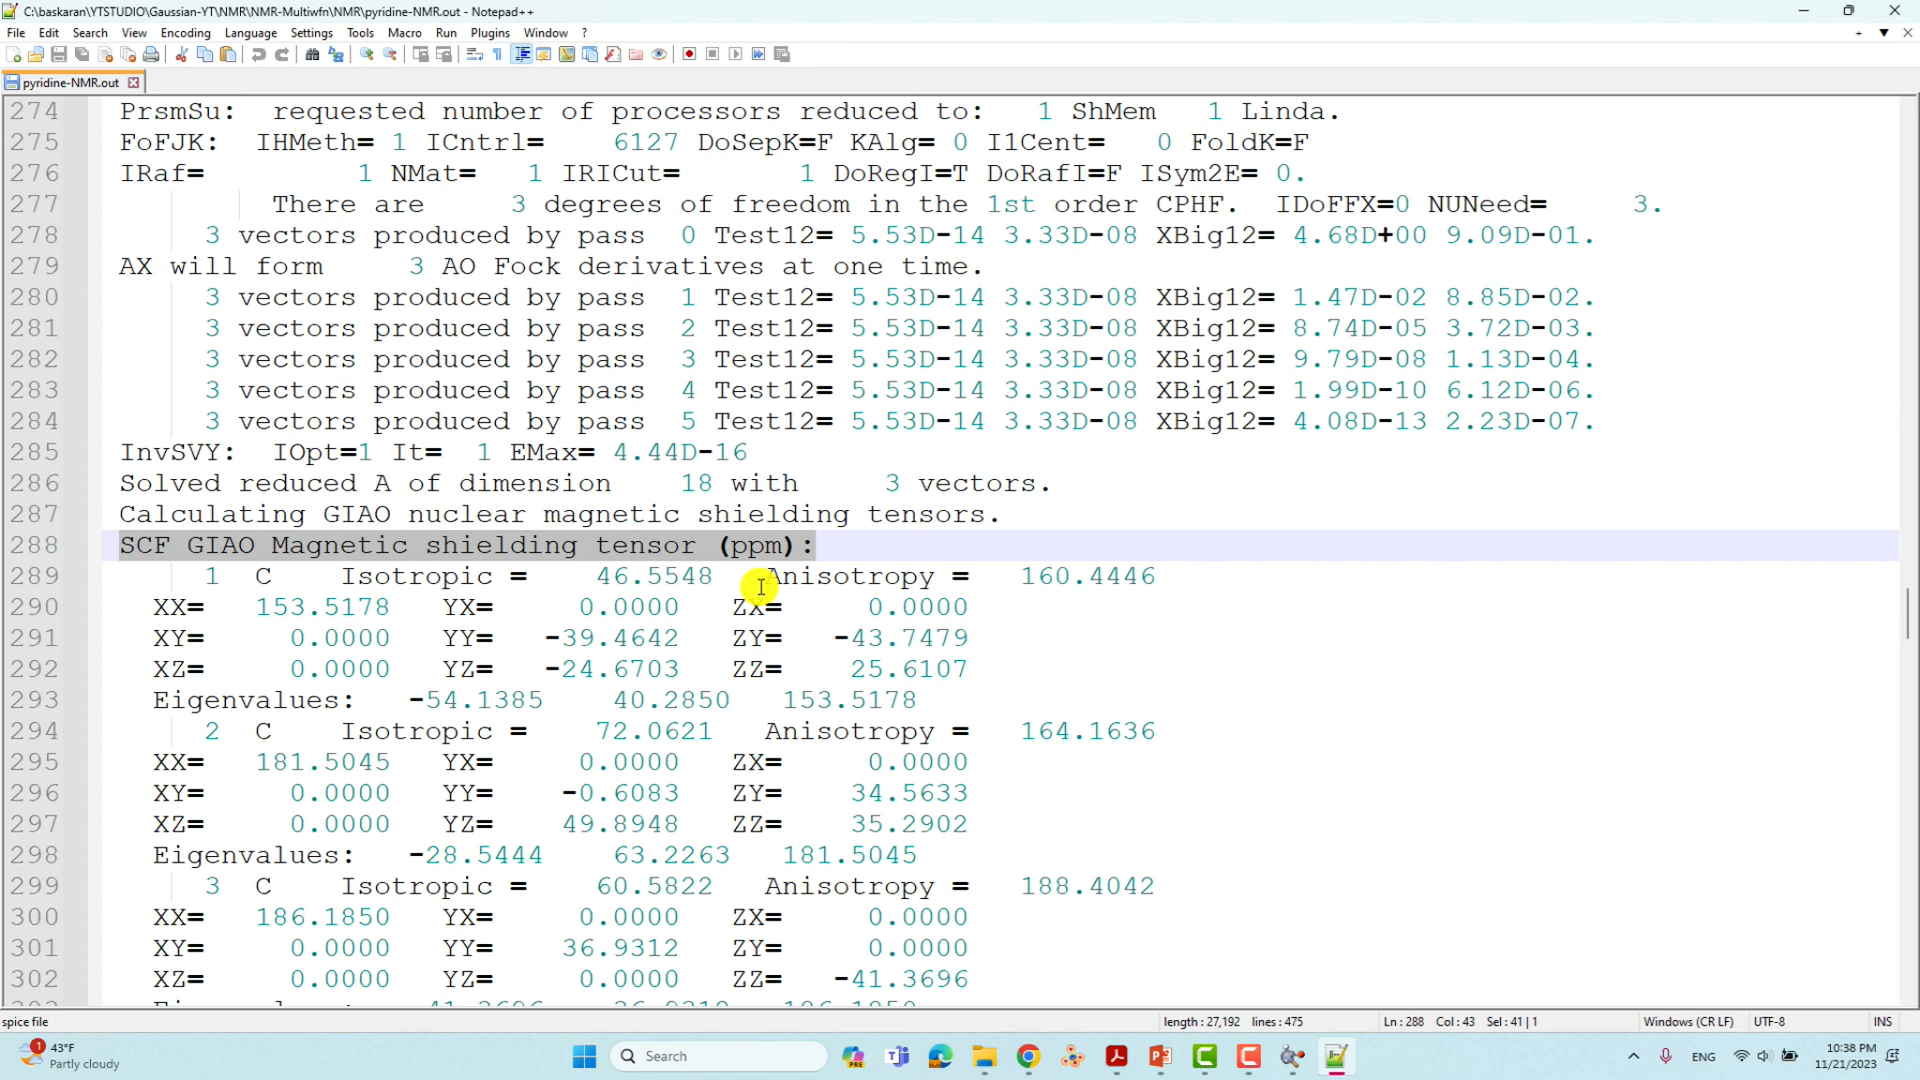 C:\baskaran\YTSTUDIO\Gaussian-YT\NMR\NMR-Multiwfn\NMR\pyridine-NMR.out - Notepad++
File Edit Search View Encoding Language Settings Tools Macro Run Plugins Window ?
pyridine-NMR.out
274 PrsmSu: requested number of processors reduced to: 1 ShMem 1 Linda.
275 FoFJK: IHMeth= 1 ICntrl= 6127 DoSepK=F KAlg= 0 I1Cent= 0 FoldK=F
276 IRaf= 1 NMat= 1 IRICut= 1 DoRegI=T DoRafI=F ISym2E= 0.
277 There are 3 degrees of freedom in the 1st order CPHF. IDoFFX=0 NUNeed= 3.
278 3 vectors produced by pass 0 Test12= 5.53D-14 3.33D-08 XBig12= 4.68D+00 9.09D-01.
279 AX will form 3 AO Fock derivatives at one time.
280 3 vectors produced by pass 1 Test12= 5.53D-14 3.33D-08 XBig12= 1.47D-02 8.85D-02.
281 3 vectors produced by pass 2 Test12= 5.53D-14 3.33D-08 XBig12= 8.74D-05 3.72D-03.
282 3 vectors produced by pass 3 Test12= 5.53D-14 3.33D-08 XBig12= 9.79D-08 1.13D-04.
283 3 vectors produced by pass 4 Test12= 5.53D-14 3.33D-08 XBig12= 1.99D-10 6.12D-06.
284 3 vectors produced by pass 5 Test12= 5.53D-14 3.33D-08 XBig12= 4.08D-13 2.23D-07.
285 InvSVY: IOpt=1 It= 1 EMax= 4.44D-16
286 Solved reduced A of dimension 18 with 3 vectors.
287 Calculating GIAO nuclear magnetic shielding tensors.
288 SCF GIAO Magnetic shielding tensor (ppm):
289 1 C Isotropic = 46.5548 Anisotropy = 160.4446
290 XX= 153.5178 YX= 0.0000 ZX= 0.0000
291 XY= 0.0000 YY= -39.4642 ZY= -43.7479
292 XZ= 0.0000 YZ= -24.6703 ZZ= 25.6107
293 Eigenvalues: -54.1385 40.2850 153.5178
294 2 C Isotropic = 72.0621 Anisotropy = 164.1636
295 XX= 181.5045 YX= 0.0000 ZX= 0.0000
296 XY= 0.0000 YY= -0.6083 ZY= 34.5633
297 XZ= 0.0000 YZ= 49.8948 ZZ= 35.2902
298 Eigenvalues: -28.5444 63.2263 181.5045
299 3 C Isotropic = 60.5822 Anisotropy = 188.4042
300 XX= 186.1850 YX= 0.0000 ZX= 0.0000
301 XY= 0.0000 YY= 36.9312 ZY= 0.0000
302 XZ= 0.0000 YZ= 0.0000 ZZ= -41.3696
spice file length : 27,192 lines : 475 Ln : 288 Col : 43 Sel : 41 | 1 Windows (CR LF) UTF-8 INS
1 43°F
Partly cloudy
Search
PRE
ENG
10:38 PM
11/21/2023